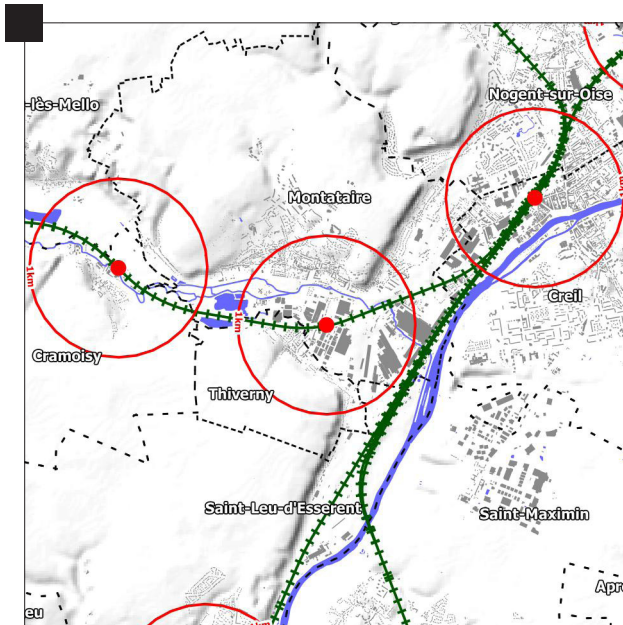 Nogent-sur-Oise
-lès-Mello
Montataire
1km
1km
Creil
Cramoisy
Thiverny
Saint-Leu-d'Esserent
Saint-Maximin
Apr
eu